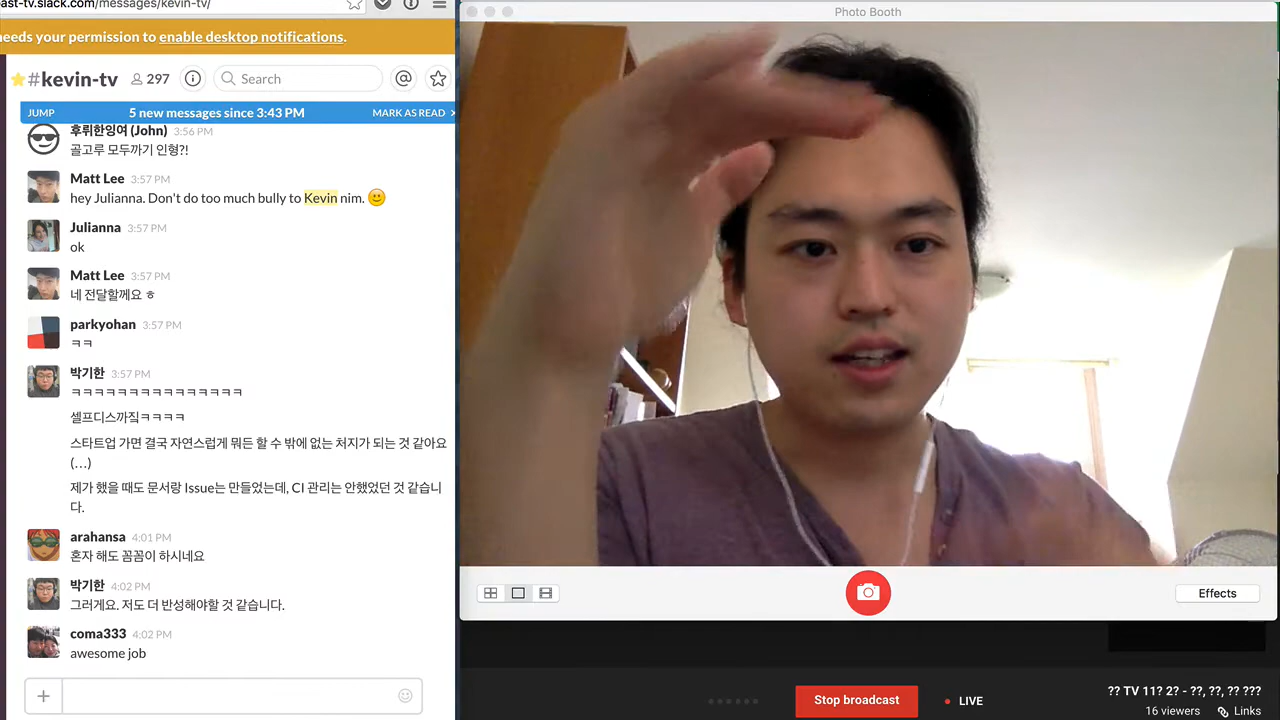 ast-tv.slack.com/messages/kevin-tv/
eeds your permission to enable desktop notifications.
#kevin-tv 297 Search
JUMP 5 new messages since 3:43 PM MARK AS READ
후뤼한잉여 (John) 3:56 PM
골고루 모두까기 인형?!
Matt Lee 3:57 PM
hey Julianna. Don't do too much bully to Kevin nim.
Julianna 3:57 PM
ok
Matt Lee 3:57 PM
네 전달할께요 ㅎ
parkyohan 3:57 PM
ㅋㅋ
박기한 3:57 PM
ㅋㅋㅋㅋㅋㅋㅋㅋㅋㅋㅋㅋㅋㅋㅋ
셀프디스까짘ㅋㅋㅋㅋ
스타트업 가면 결국 자연스럽게 뭐든 할 수 밖에 없는 처지가 되는 것 같아요
(…)
제가 했을 때도 문서랑 Issue는 만들었는데, CI 관리는 안했었던 것 같습니
다.
arahansa 4:01 PM
혼자 해도 꼼꼼이 하시네요
박기한 4:02 PM
그러게요. 저도 더 반성해야할 것 같습니다.
coma333 4:02 PM
awesome job
Photo Booth
Effects
Stop broadcast
LIVE
?? TV 11? 2? - ??, ??, ?? ???
16 viewers Links